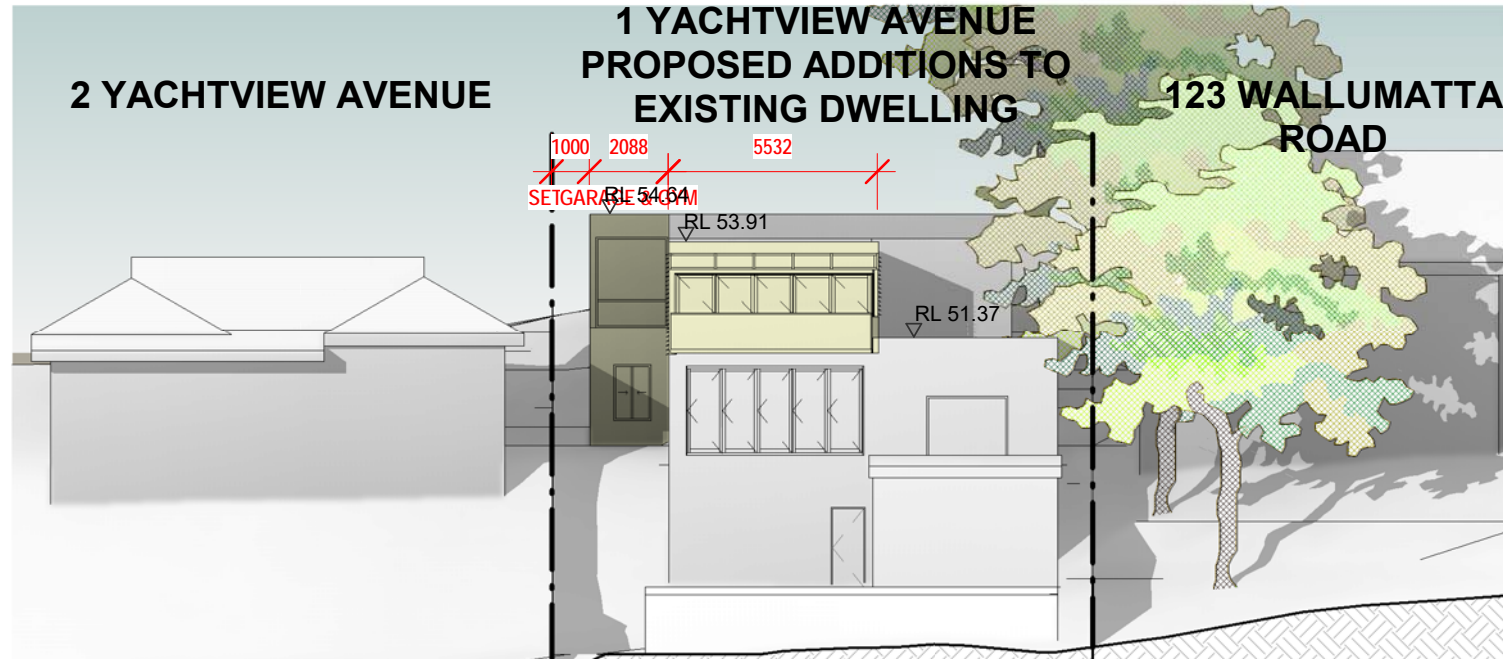 1 YACHTVIEW AVENUE
PROPOSED ADDITIONS TO
EXISTING DWELLING
2 YACHTVIEW AVENUE
123 WALLUMATTA
ROAD
1000 2088 5532
RL 54.64
RL 53.91
RL 51.37